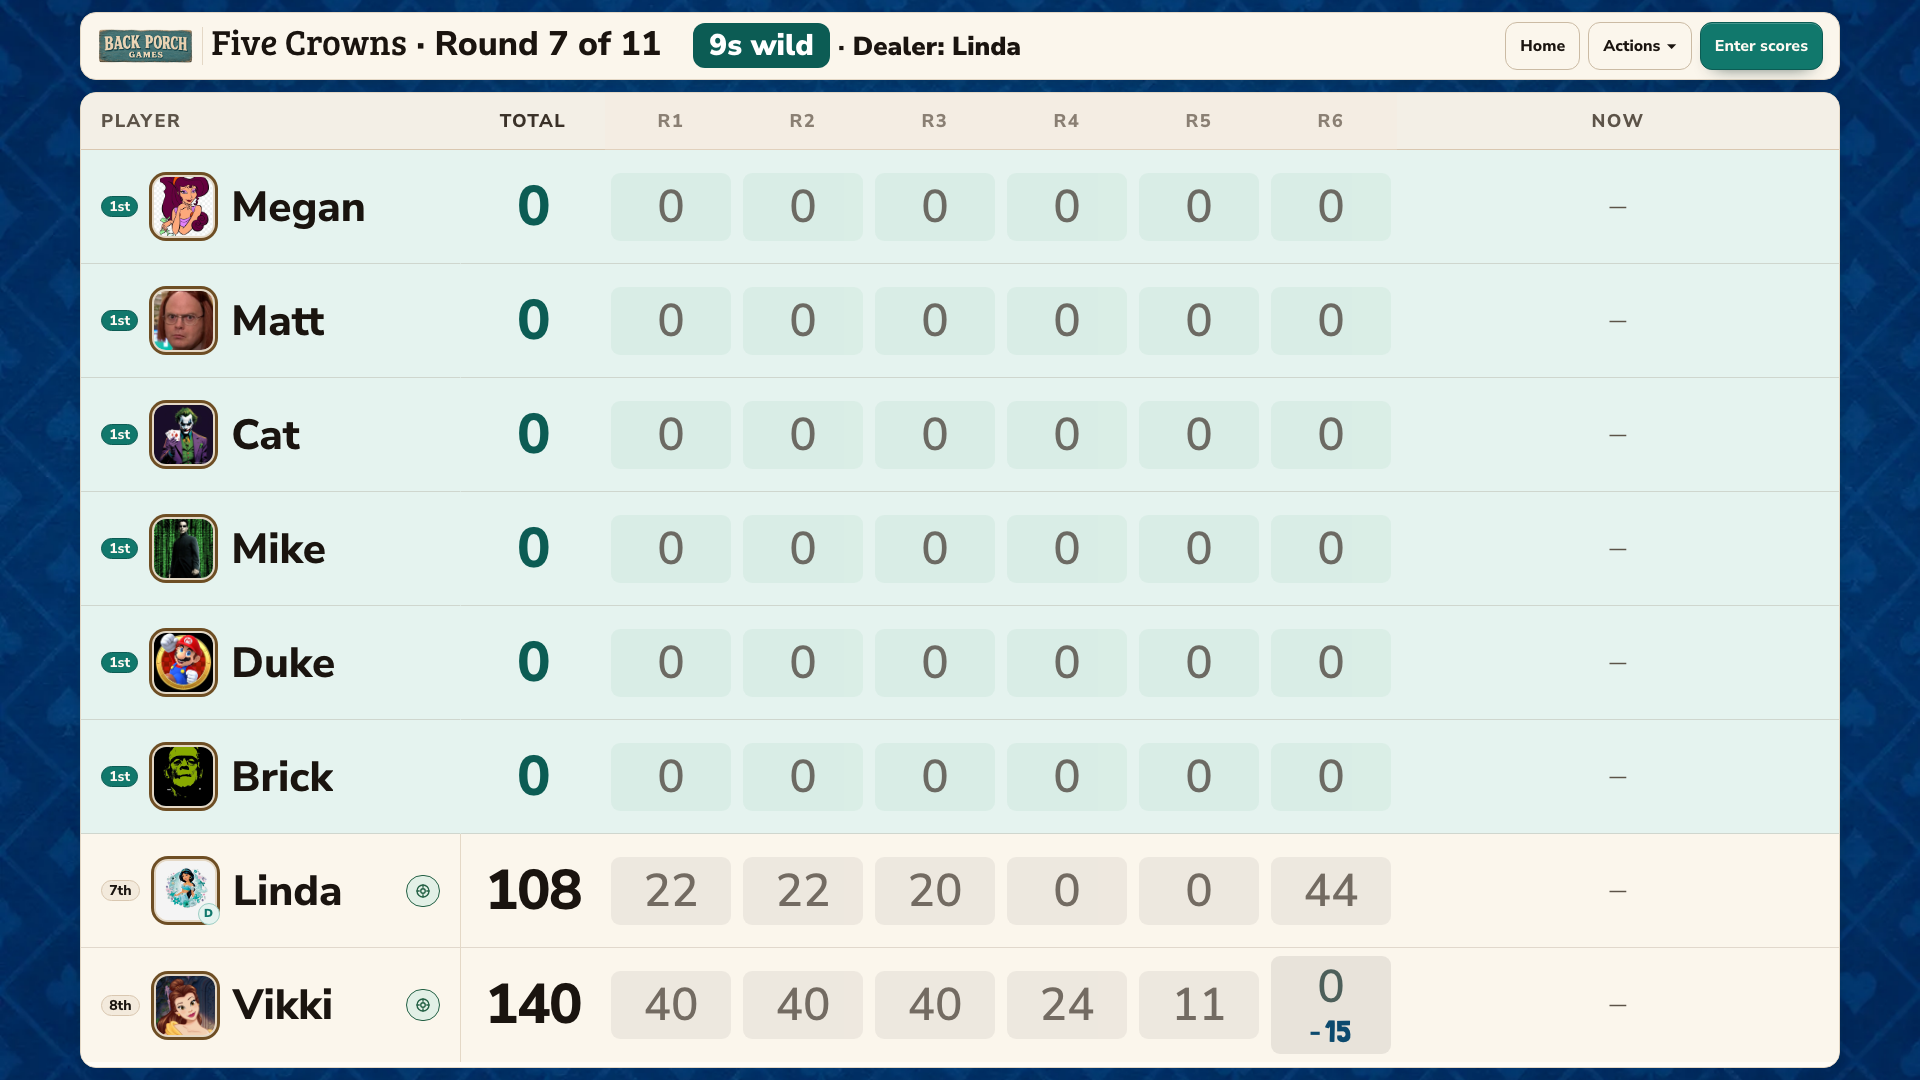 BACK PORCH
GAMES
Five Crowns · Round 7 of 11 9s wild · Dealer: Linda
Home Actions Enter scores
PLAYER TOTAL R1 R2 R3 R4 R5 R6 NOW
1st Megan 0 0 0 0 0 0 0 –
1st Matt 0 0 0 0 0 0 0 –
1st Cat 0 0 0 0 0 0 0 –
1st Mike 0 0 0 0 0 0 0 –
1st Duke 0 0 0 0 0 0 0 –
1st Brick 0 0 0 0 0 0 0 –
7th D Linda 108 22 22 20 0 0 44 –
8th Vikki 140 40 40 40 24 11 0 –
-15